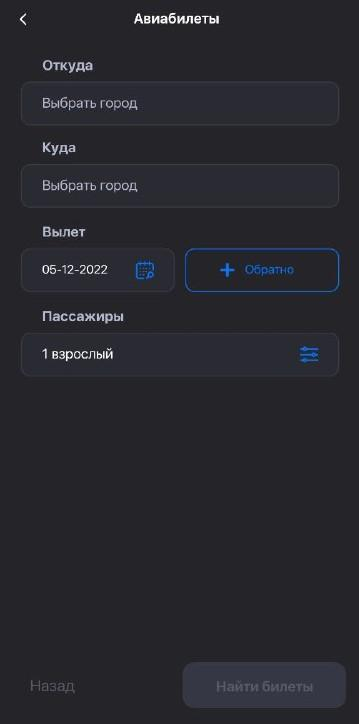 Авиабилеты
Откуда
Выбрать город
Куда
Выбрать город
Вылет
05-12-2022
Обратно
Пассажиры
1 взрослый
Назад
Найти билеты